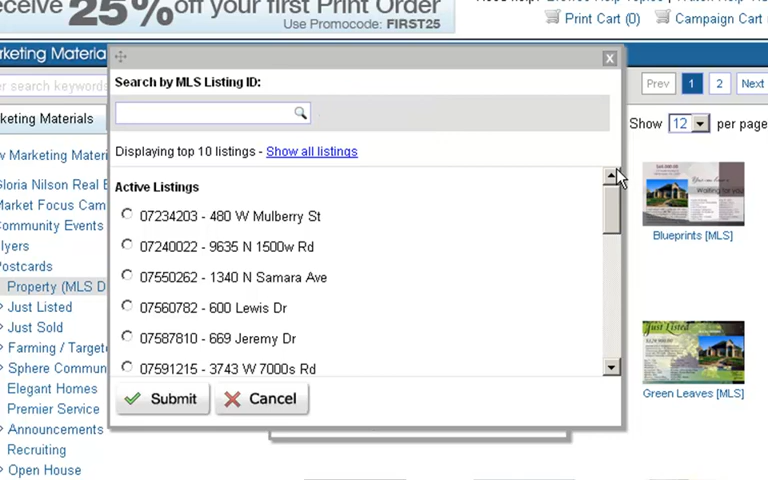 25% off your first Print Order
Use Promocode: FIRST25
Print Cart (0)
Campaign Cart
Search by MLS Listing ID:
Displaying top 10 listings - Show all listings
Active Listings
07234203 - 480 W Mulberry St
07240022 - 9635 N 1500w Rd
07550262 - 1340 N Samara Ave
07560782 - 600 Lewis Dr
07587810 - 669 Jeremy Dr
07591215 - 3743 W 7000s Rd
Submit
Cancel
rketing Materia
er search keywords
keting Materials
w Marketing Materi
Gloria Nilson Real E
Market Focus Cam
Community Events
lyers
Postcards
Property (MLS D
> Just Listed
> Just Sold
> Farming / Targete
> Sphere Commun
Elegant Homes
Premier Service
> Announcements
Recruiting
> Open House
Prev 1 2 Next
Show 12 per page
Blueprints [MLS]
Just Listed
Green Leaves [MLS]